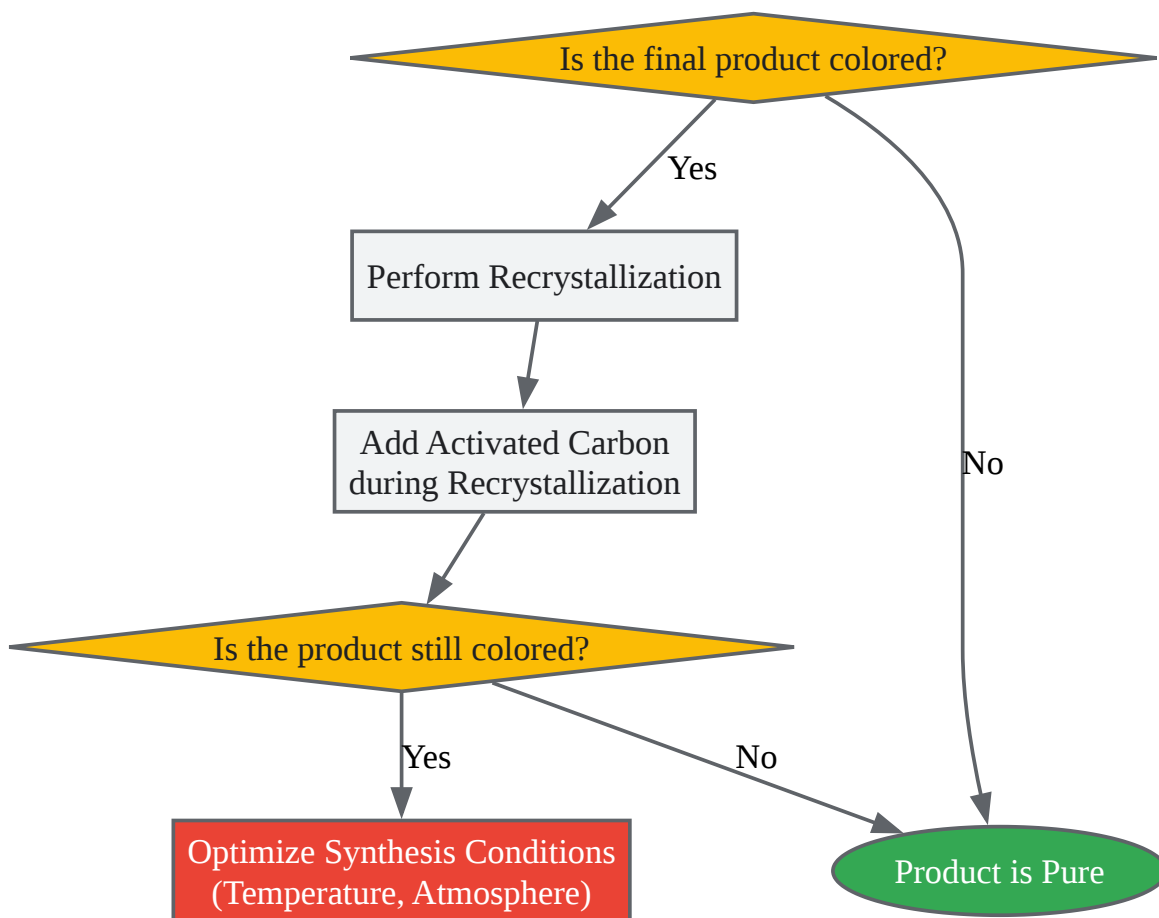 Is the final product colored?
Yes
Perform Recrystallization
Add Activated Carbon
during Recrystallization
No
Is the product still colored?
Yes
No
Optimize Synthesis Conditions
(Temperature, Atmosphere)
Product is Pure